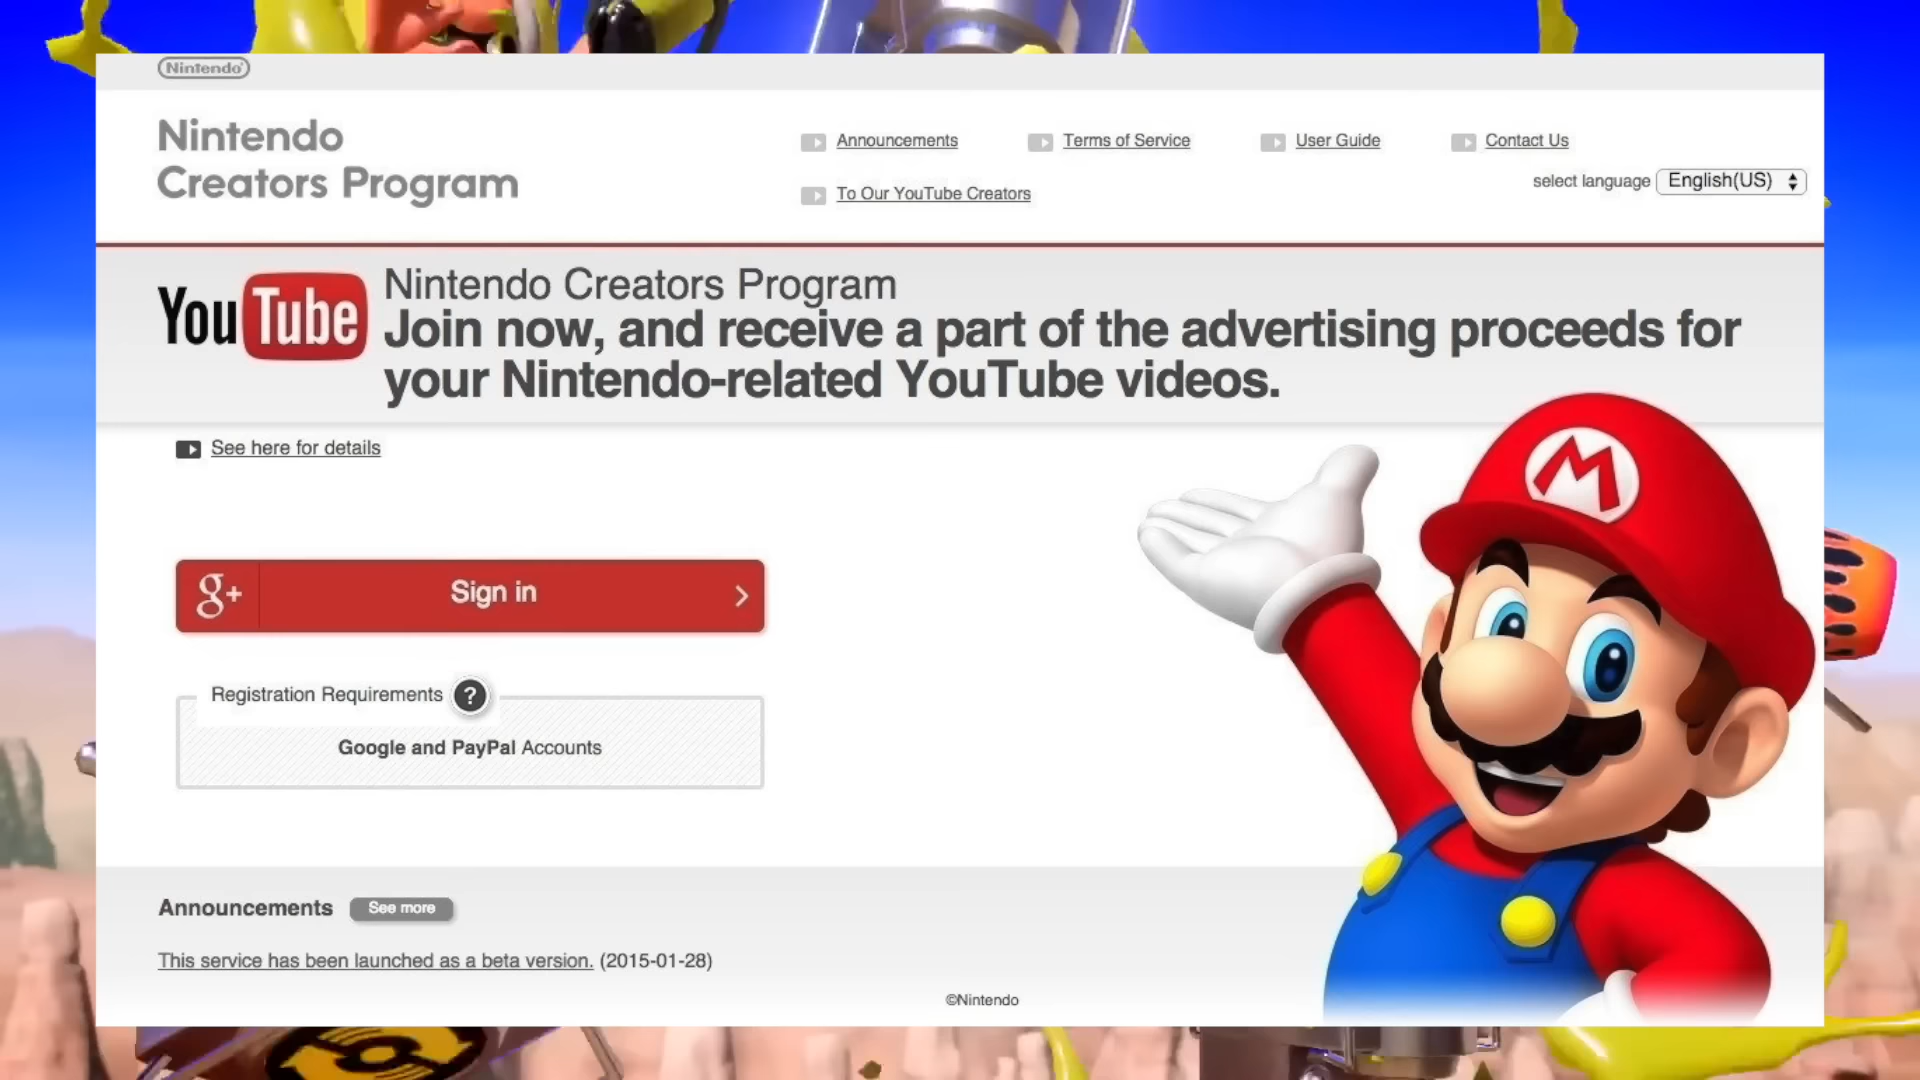 Nintendo
Nintendo
Creators Program
Announcements
Terms of Service
User Guide
Contact Us
To Our YouTube Creators
select language English(US)
YouTube
Nintendo Creators Program
Join now, and receive a part of the advertising proceeds for
your Nintendo-related YouTube videos.
See here for details
g+ Sign in
Registration Requirements ?
Google and PayPal Accounts
M
Announcements See more
This service has been launched as a beta version. (2015-01-28)
©Nintendo